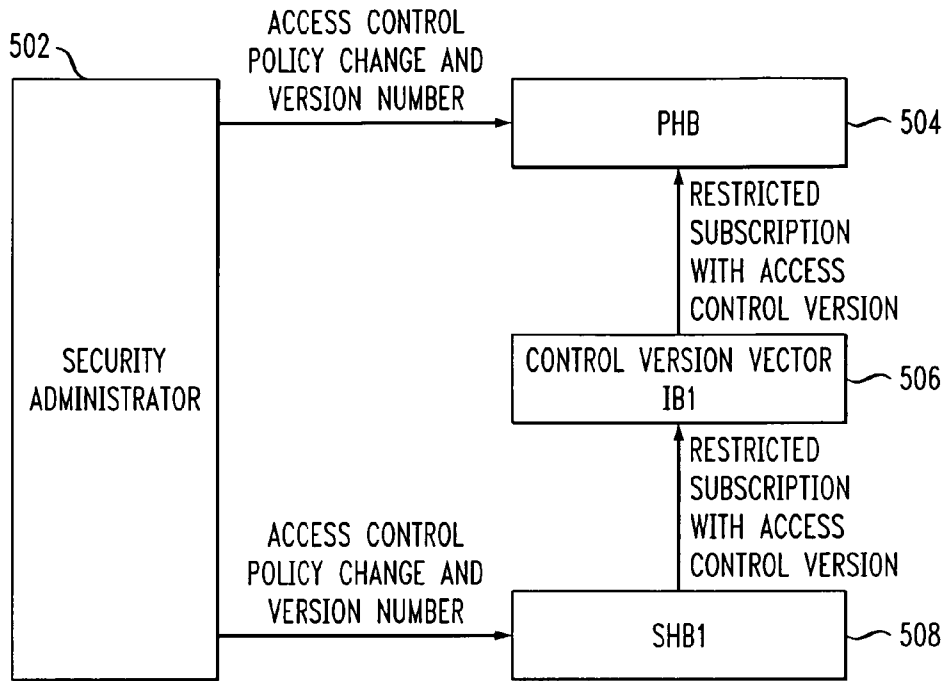 502
ACCESS CONTROL
POLICY CHANGE AND
VERSION NUMBER
PHB
504
RESTRICTED
SUBSCRIPTION
WITH ACCESS
CONTROL VERSION
SECURITY
ADMINISTRATOR
CONTROL VERSION VECTOR
IB1
506
RESTRICTED
SUBSCRIPTION
WITH ACCESS
CONTROL VERSION
ACCESS CONTROL
POLICY CHANGE AND
VERSION NUMBER
SHB1
508